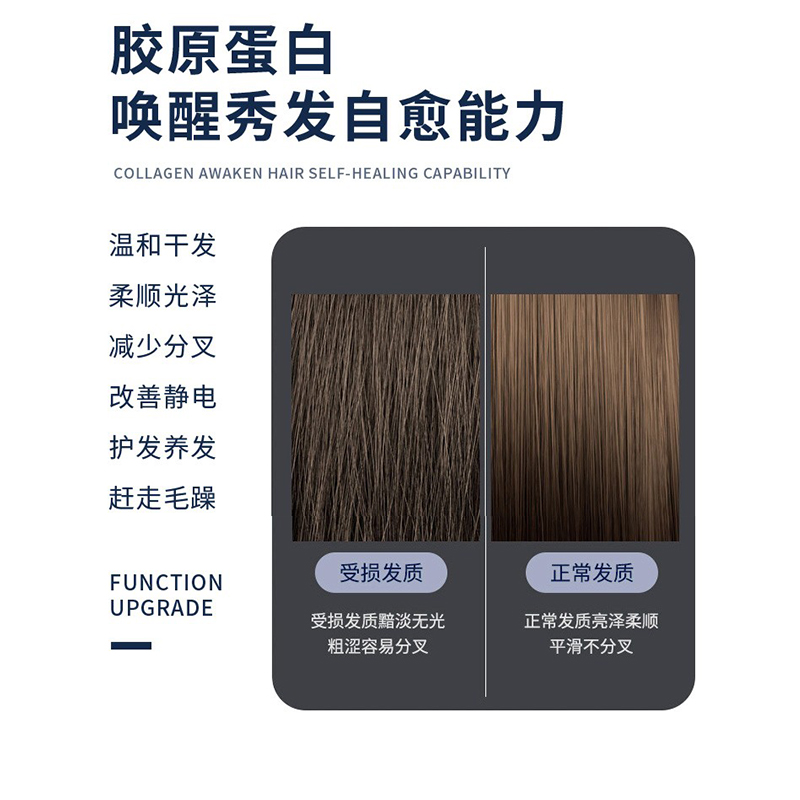 胶原蛋白
唤醒秀发自愈能力
COLLAGEN AWAKEN HAIR SELF-HEALING CAPABILITY
温和干发
柔顺光泽
减少分叉
改善静电
护发养发
赶走毛躁
FUNCTION
UPGRADE
受损发质
受损发质黯淡无光
粗涩容易分叉
正常发质
正常发质亮泽柔顺
平滑不分叉